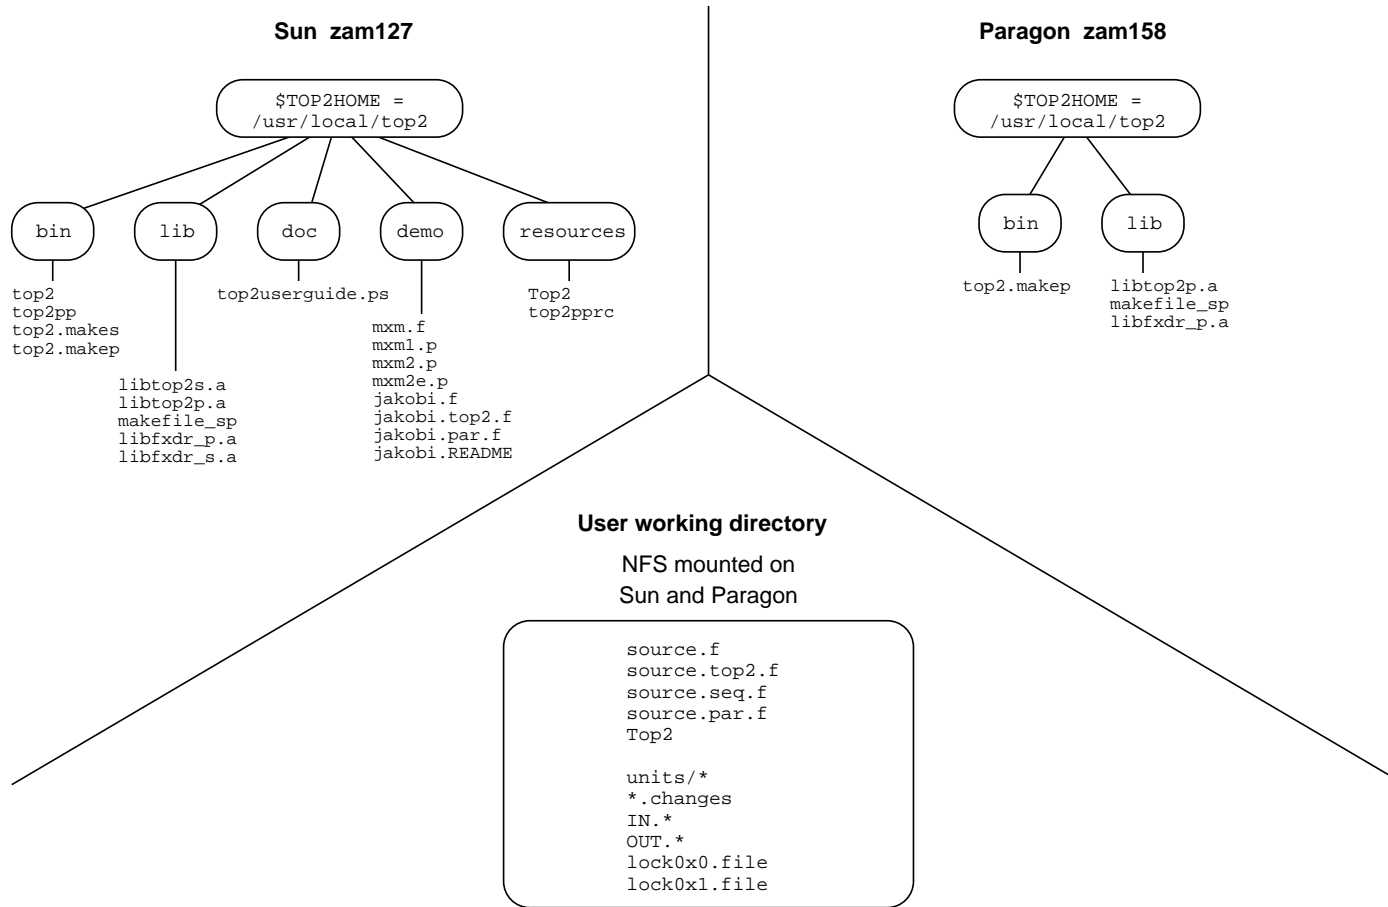 Sun zam127
$TOP2HOME =
/usr/local/top2
bin
lib
doc
demo
resources
top2
top2pp
top2.makes
top2.makep
libtop2s.a
libtop2p.a
makefile_sp
libfxdr_p.a
libfxdr_s.a
top2userguide.ps
mxm.f
mxm1.p
mxm2.p
mxm2e.p
jakobi.f
jakobi.top2.f
jakobi.par.f
jakobi.README
Top2
top2pprc
Paragon zam158
$TOP2HOME =
/usr/local/top2
bin
lib
top2.makep
libtop2p.a
makefile_sp
libfxdr_p.a
User working directory
NFS mounted on
Sun and Paragon
source.f
source.top2.f
source.seq.f
source.par.f
Top2
units/*
*.changes
IN.*
OUT.*
lock0x0.file
lock0x1.file